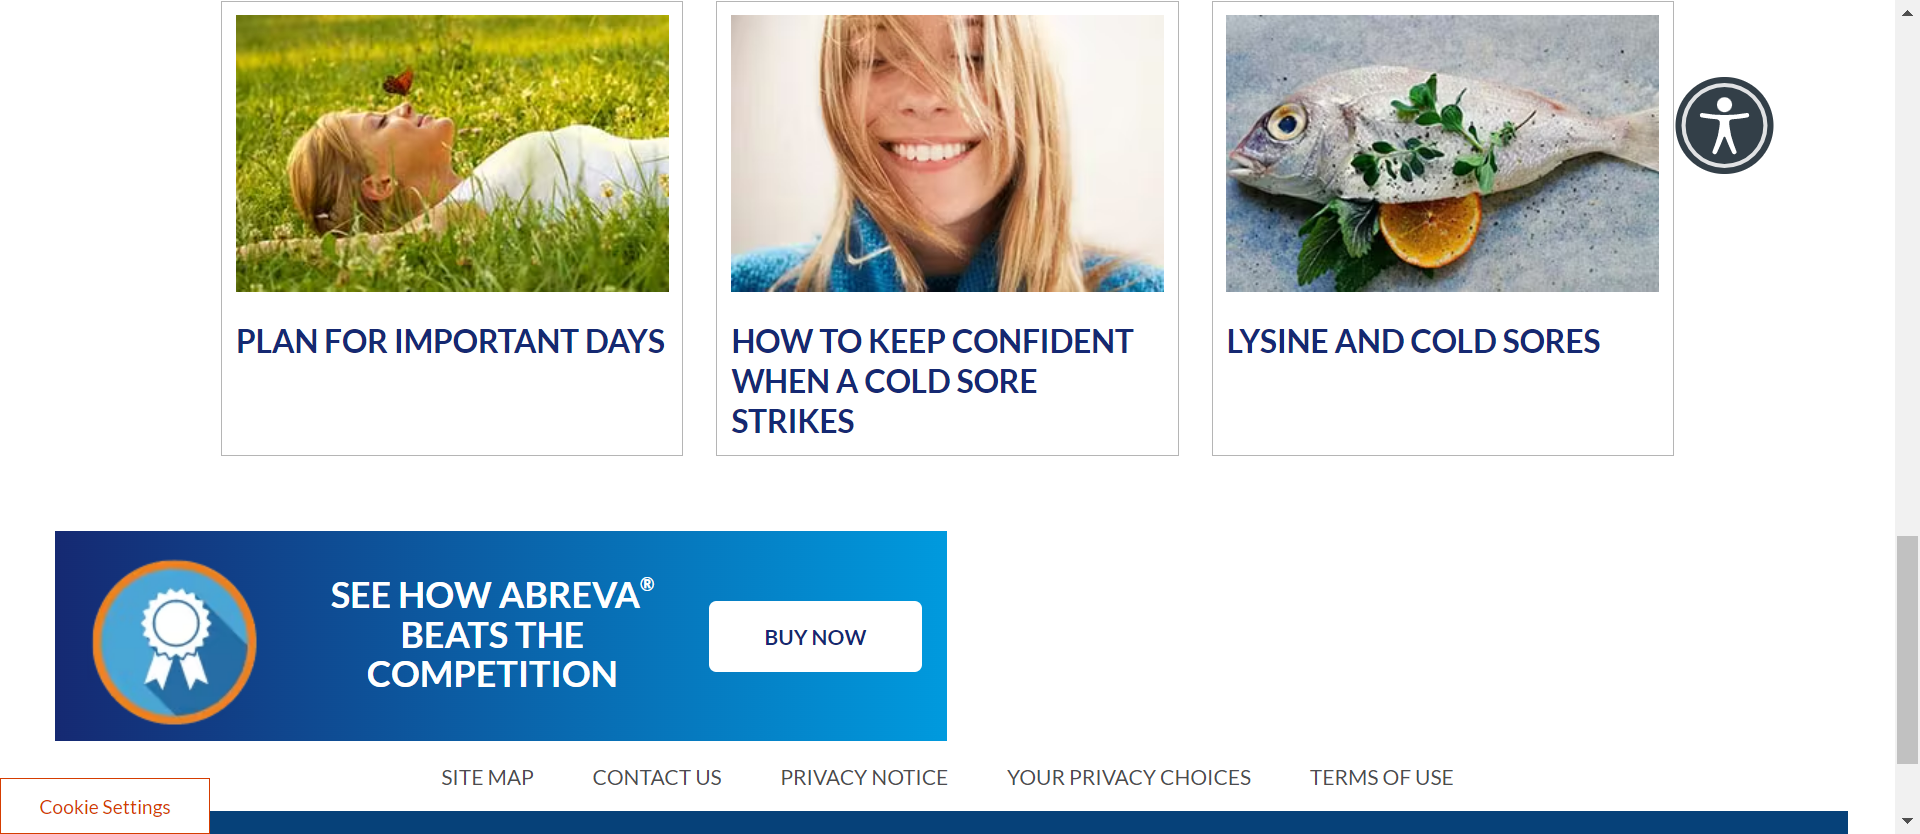 PLAN FOR IMPORTANT DAYS
HOW TO KEEP CONFIDENT
WHEN A COLD SORE
STRIKES
LYSINE AND COLD SORES
SEE HOW ABREVA®
BEATS THE
COMPETITION
BUY NOW
SITE MAP
CONTACT US
PRIVACY NOTICE
YOUR PRIVACY CHOICES
TERMS OF USE
Cookie Settings